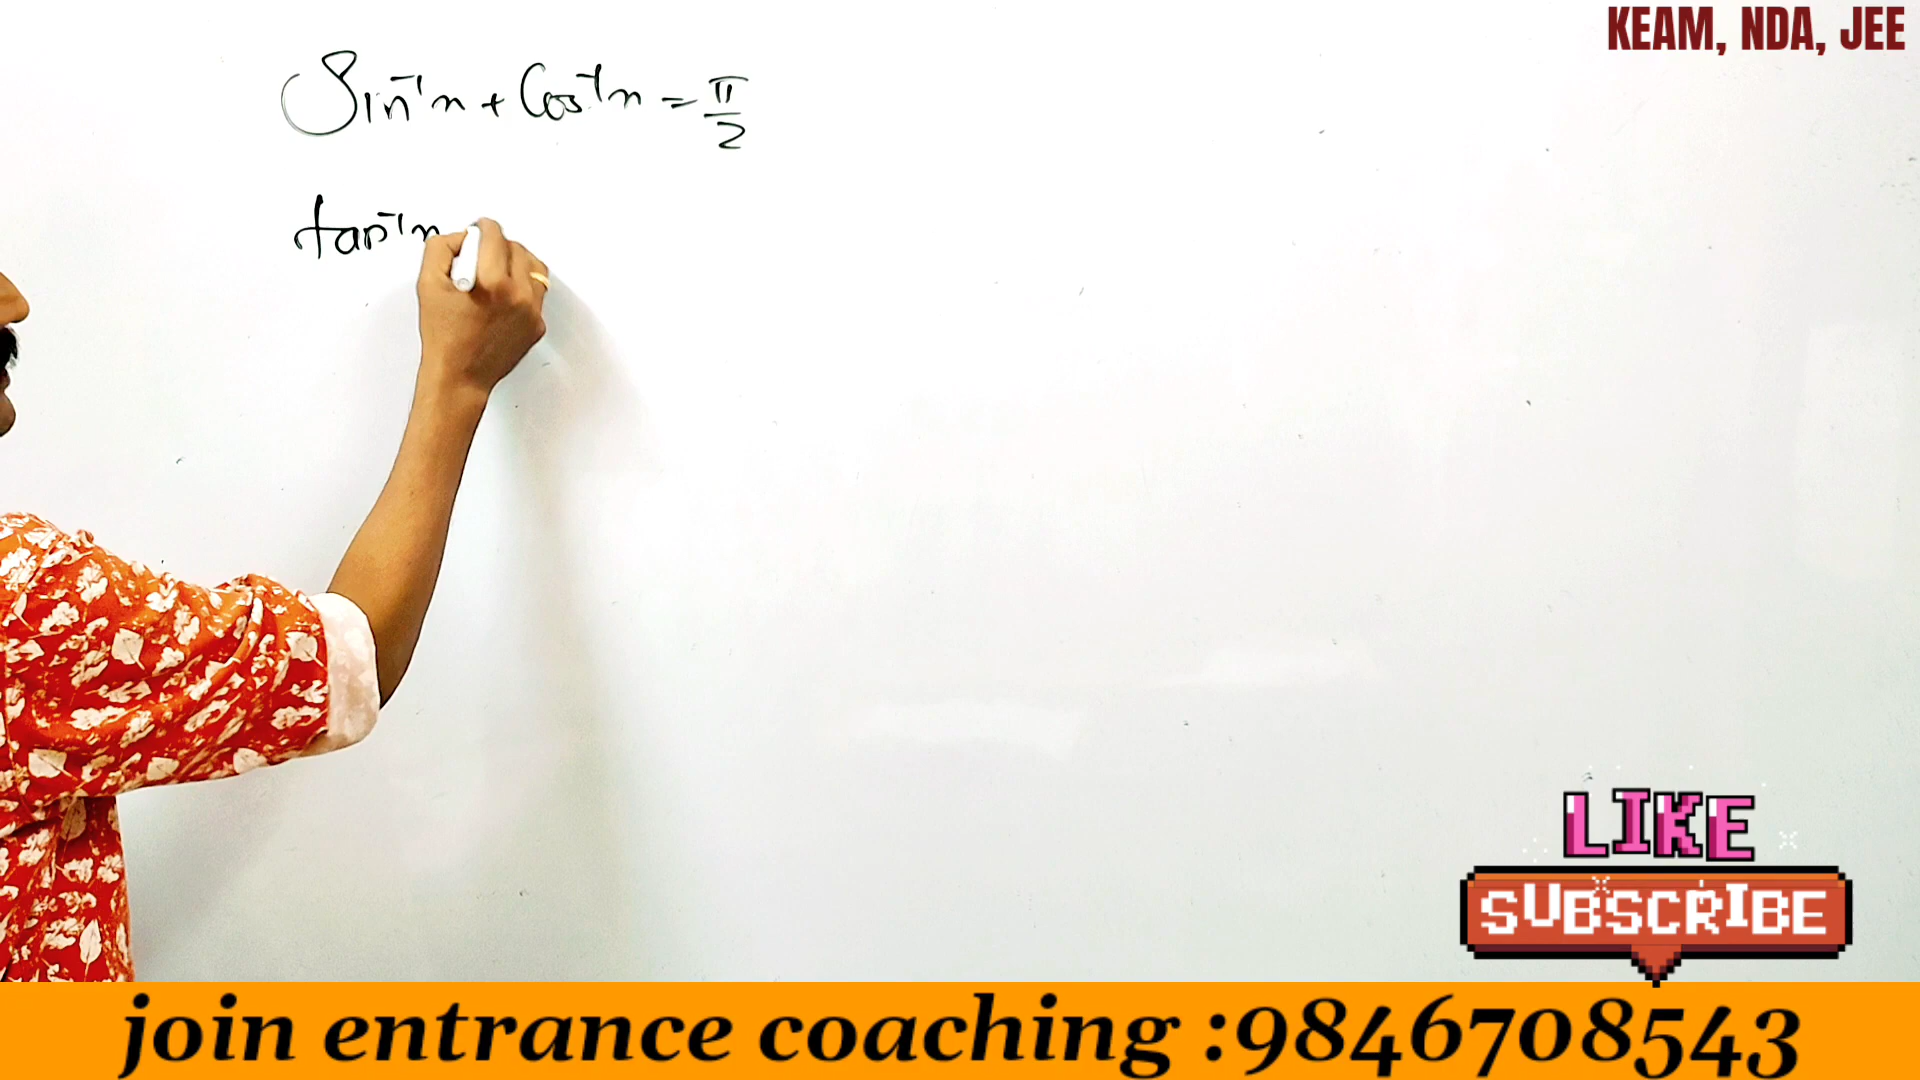 KEAM, NDA, JEE
Sin⁻¹x + Cos⁻¹x = π/2
tan⁻¹x
LIKE
SUBSCRIBE
join entrance coaching :9846708543